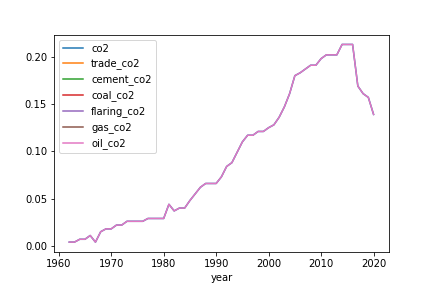 co2
trade_co2
cement_co2
coal_co2
flaring_co2
gas_co2
oil_co2
0.20
0.15
0.10
0.05
0.00
1960 1970 1980 1990 2000 2010 2020
year